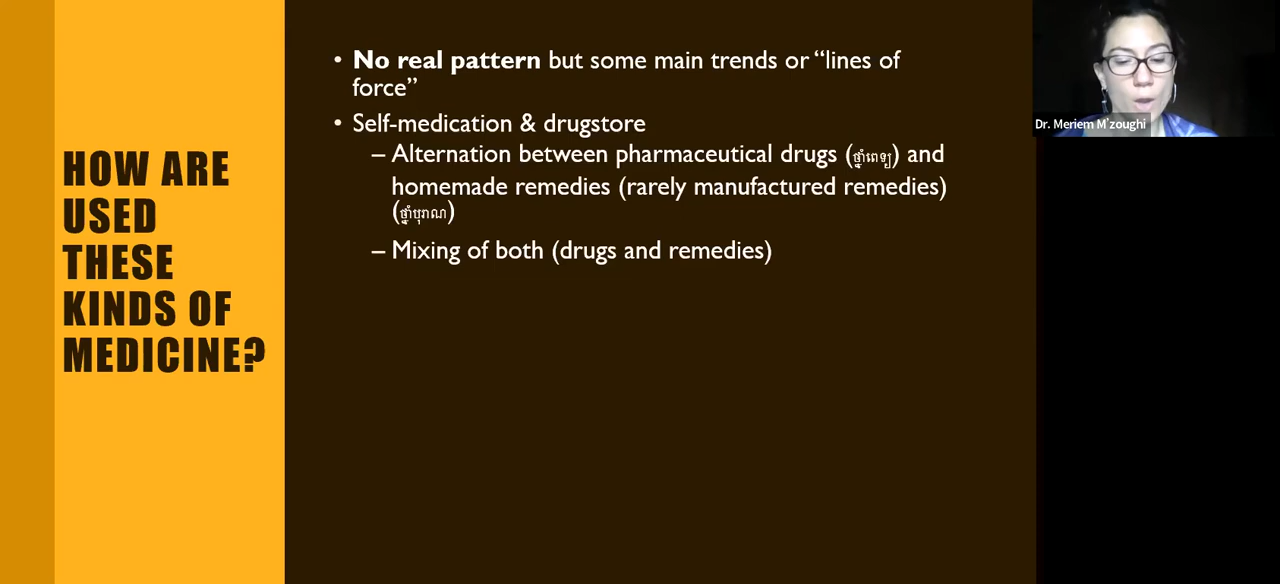 HOW ARE
USED
THESE
KINDS OF
MEDICINE?
• No real pattern but some main trends or “lines of
force”
• Self-medication & drugstore
– Alternation between pharmaceutical drugs (ថ្នាំពេទ្យ) and
homemade remedies (rarely manufactured remedies)
(ថ្នាំបុរាណ)
– Mixing of both (drugs and remedies)
Dr. Meriem M'zoughi